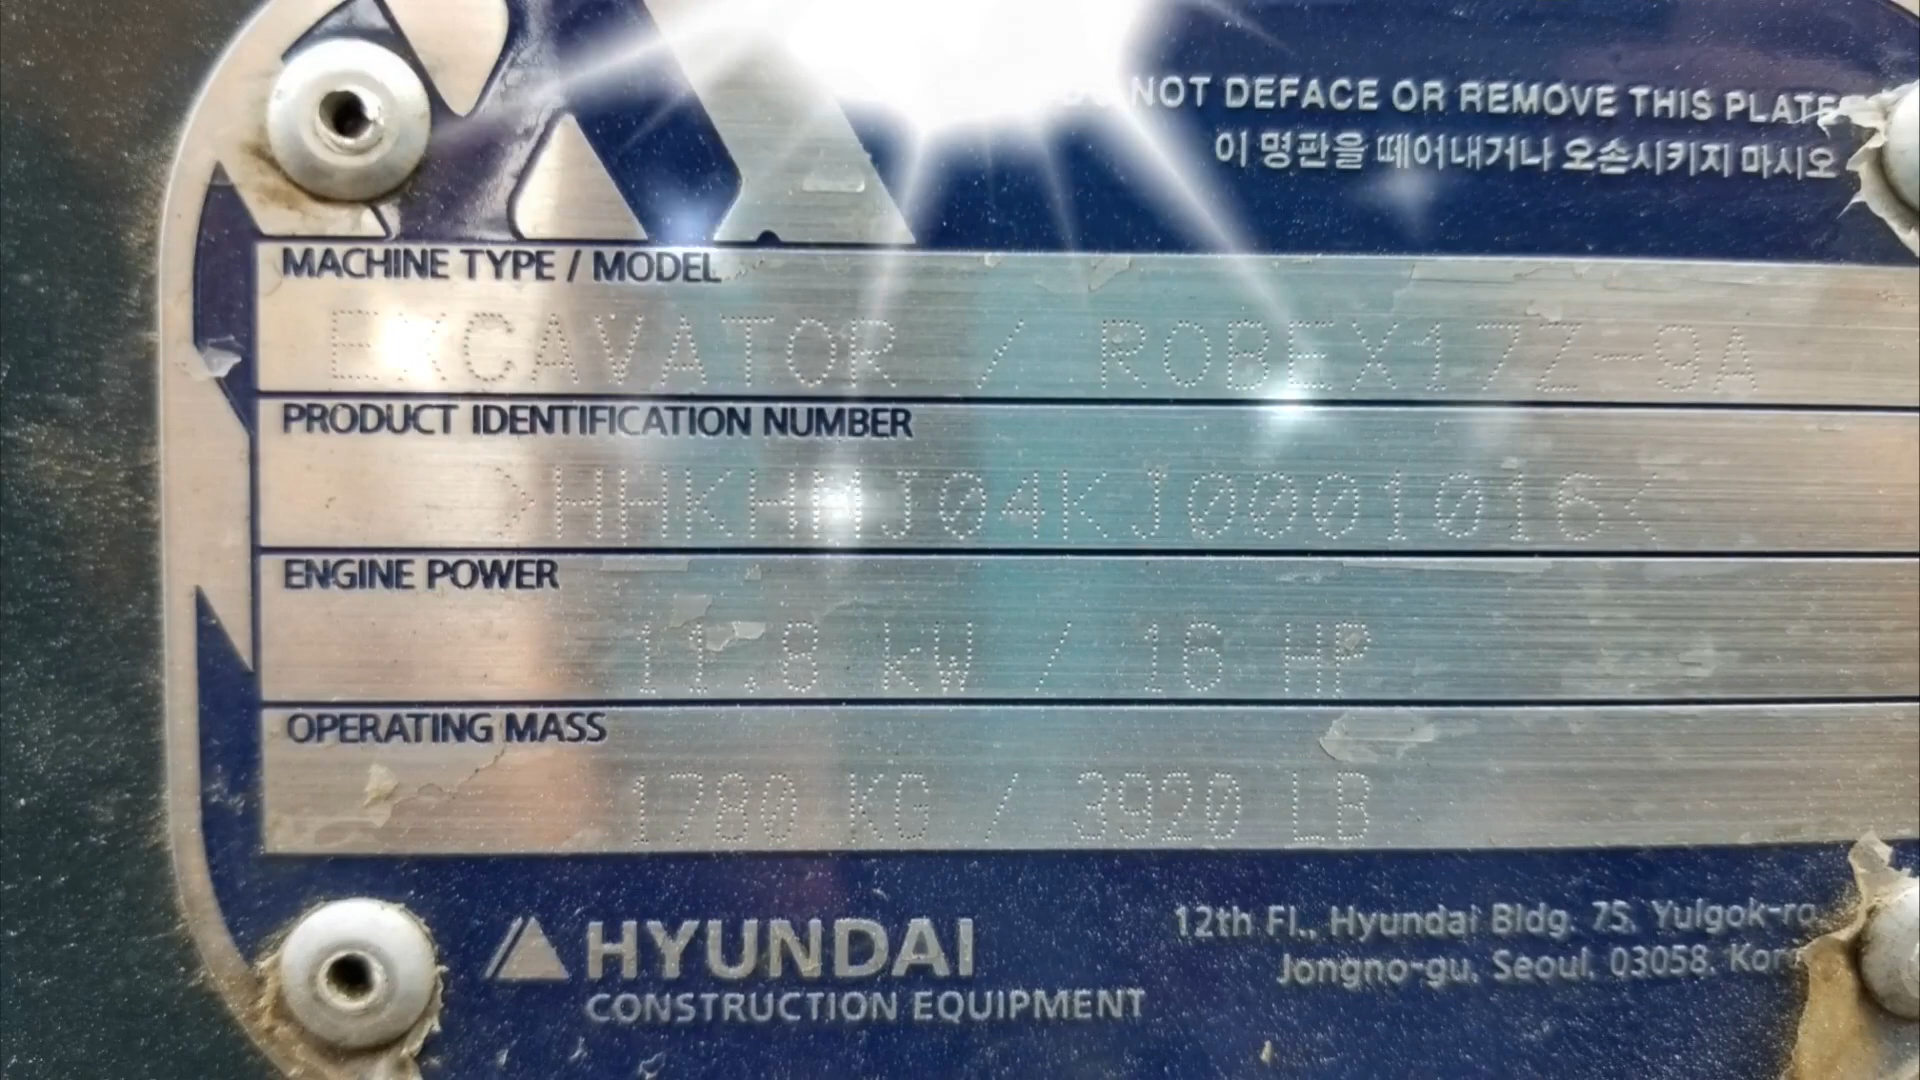 NOT DEFACE OR REMOVE THIS PLATE
이 명판을 떼어내거나 오손시키지 마시오
MACHINE TYPE / MODEL
EXCAVATOR / ROBEX17Z-9A
PRODUCT IDENTIFICATION NUMBER
ENGINE POWER
11.8 kW / 16 HP
OPERATING MASS
1780 KG / 3920 LB
HYUNDAI
CONSTRUCTION EQUIPMENT
12th Fl., Hyundai Bldg. 75, Yulgok-ro
Jongno-gu, Seoul, 03058,